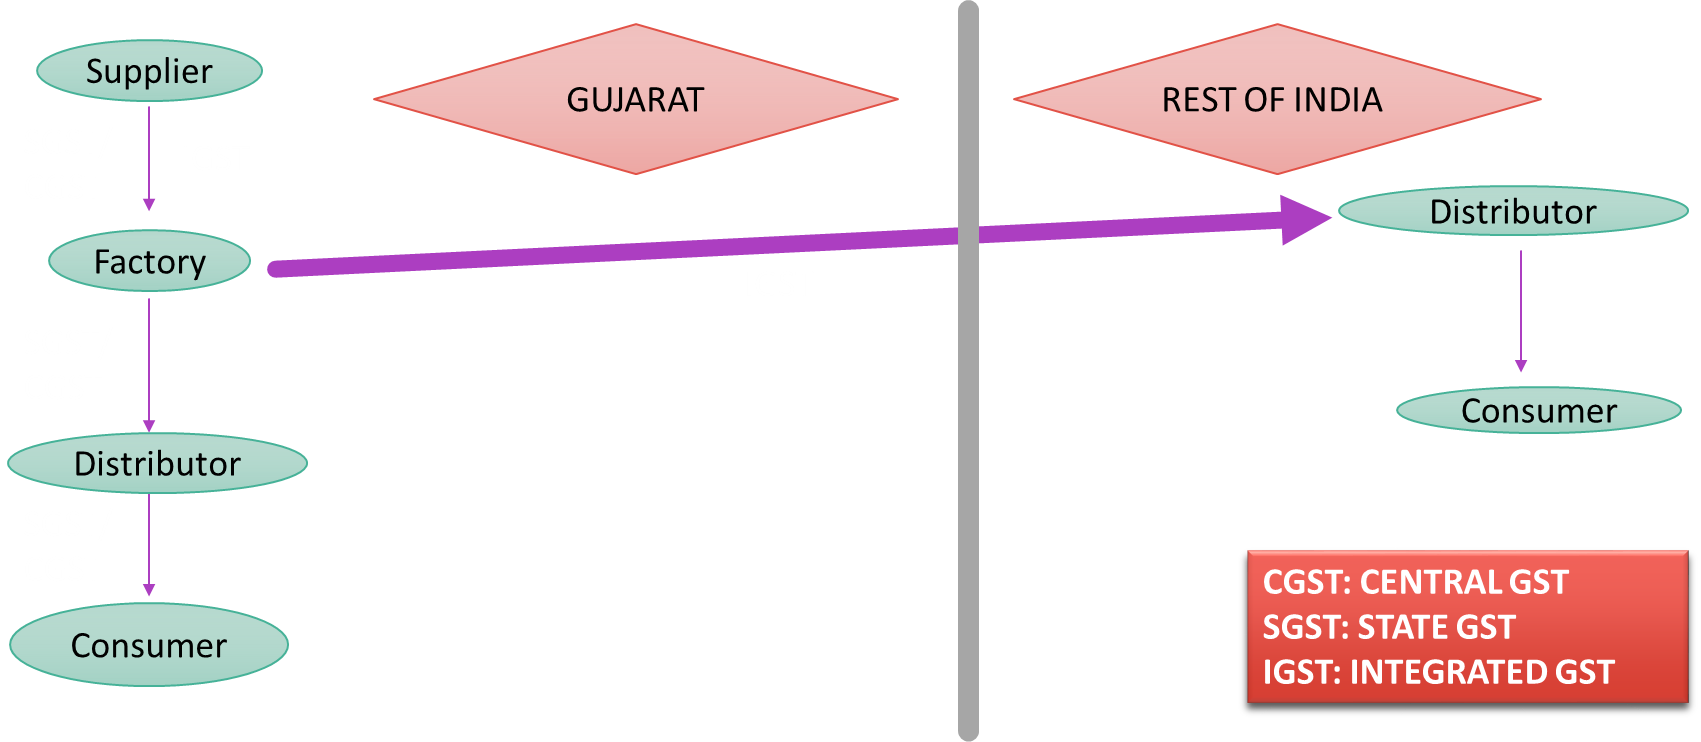 Supplier
GUJARAT
REST OF INDIA
Factory
Distributor
Distributor
Consumer
Consumer
CGST: CENTRAL GST
SGST: STATE GST
IGST: INTEGRATED GST